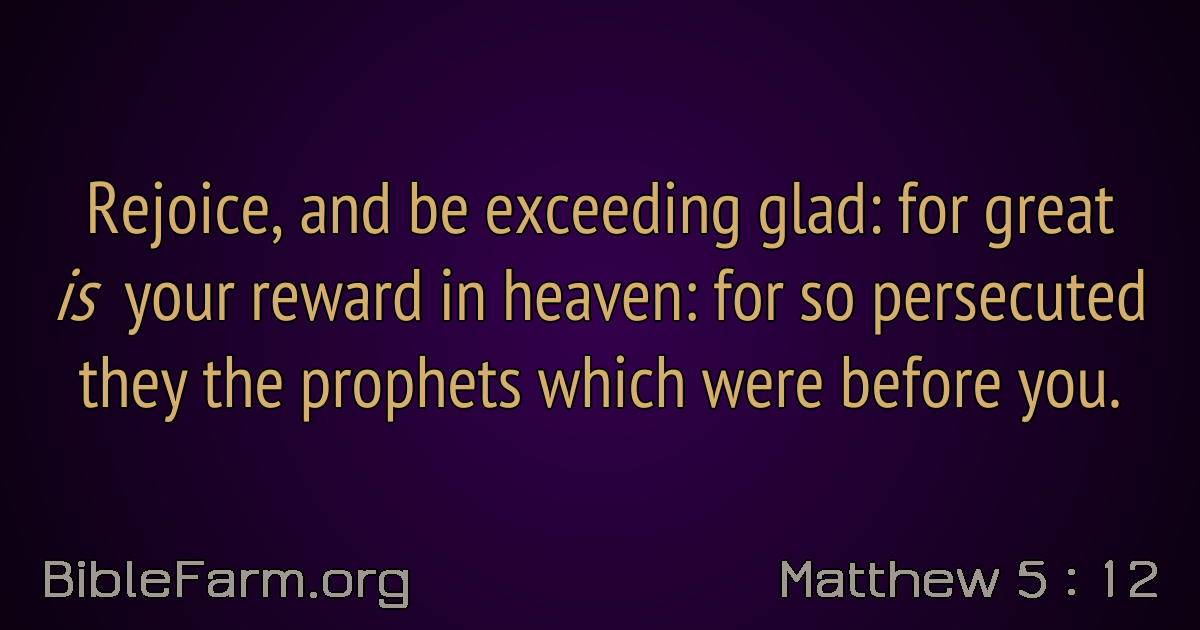 Rejoice, and be exceeding glad: for great
is your reward in heaven: for so persecuted
they the prophets which were before you.
BibleFarm.org
Matthew 5 : 12